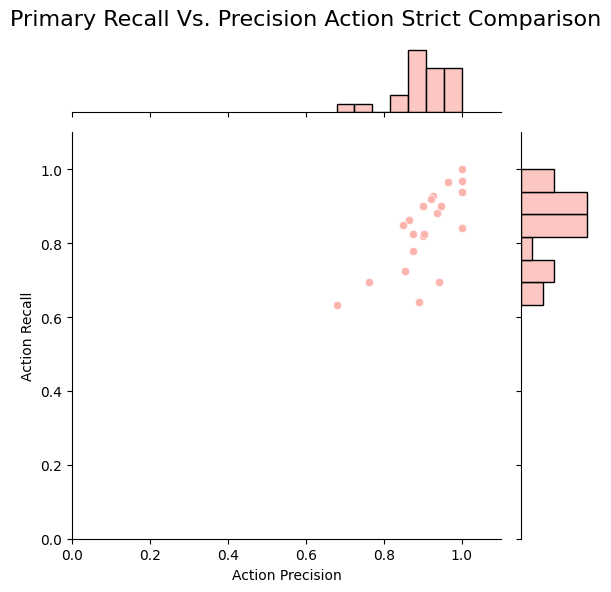 Primary Recall Vs. Precision Action Strict Comparison
1.0
0.8
0.6
0.4
0.2
0.0
Action Recall
0.0 0.2 0.4 0.6 0.8 1.0
Action Precision